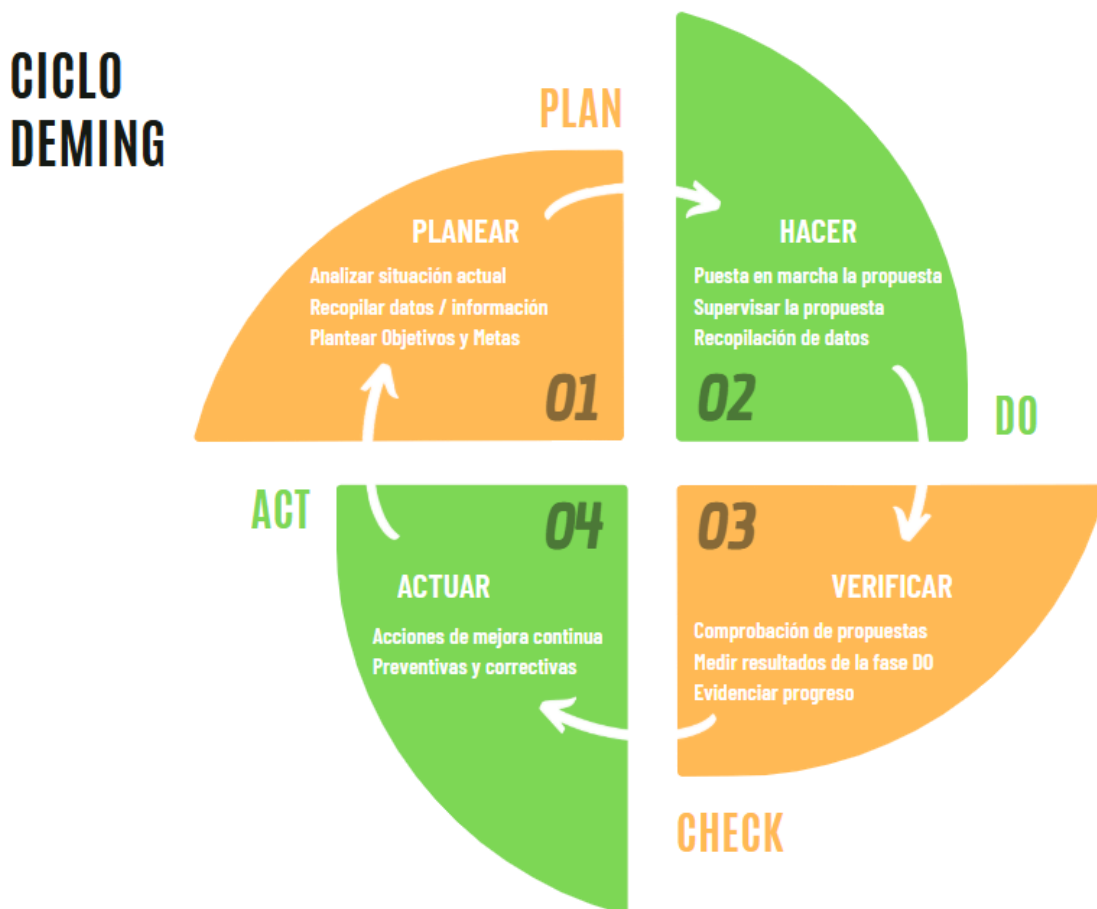 CICLO
DEMING
PLAN
PLANEAR
Analizar situación actual
Recopilar datos / información
Plantear Objetivos y Metas
01
HACER
Puesta en marcha la propuesta
Supervisar la propuesta
Recopilación de datos
02
DO
03
VERIFICAR
Comprobación de propuestas
Medir resultados de la fase DO
Evidenciar progreso
CHECK
ACT
04
ACTUAR
Acciones de mejora continua
Preventivas y correctivas